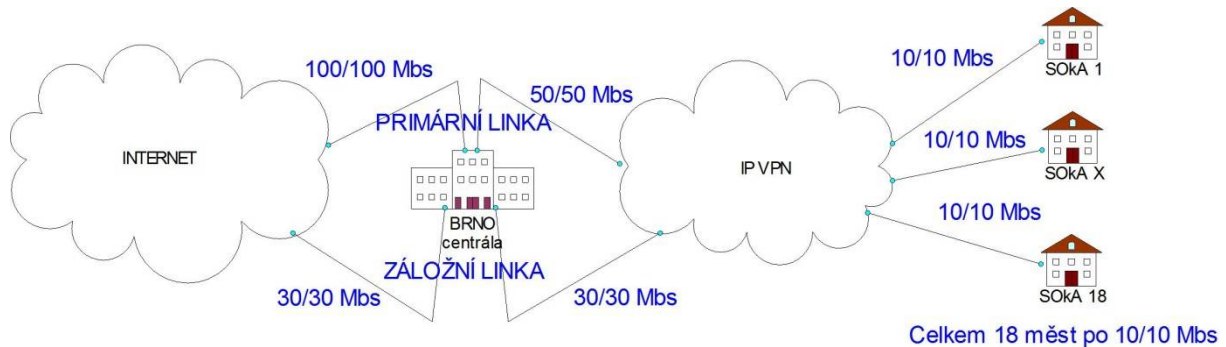 100/100 Mbs
50/50 Mbs
PRIMÁRNÍ LINKA
INTERNET
BRNO
centrála
ZÁLOŽNÍ LINKA
30/30 Mbs
30/30 Mbs
IP VPN
10/10 Mbs
SOkA 1
10/10 Mbs
SOkA X
10/10 Mbs
SOkA 18
Celkem 18 měst po 10/10 Mbs